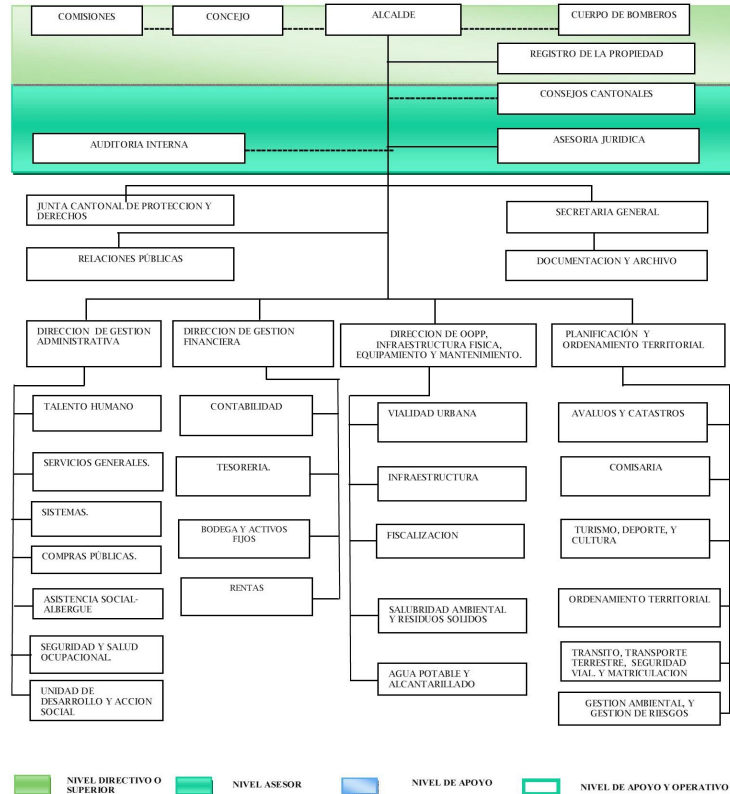 COMISIONES
CONCEJO
ALCALDE
CUERPO DE BOMBEROS
REGISTRO DE LA PROPIEDAD
CONSEJOS CANTONALES
AUDITORIA INTERNA
ASESORIA JURIDICA
JUNTA CANTONAL DE PROTECCION Y
DERECHOS
SECRETARIA GENERAL
RELACIONES PÚBLICAS
DOCUMENTACION Y ARCHIVO
DIRECCION DE GESTION
ADMINISTRATIVA
TALENTO HUMANO
SERVICIOS GENERALES.
SISTEMAS.
COMPRAS PÚBLICAS.
ASISTENCIA SOCIAL-
ALBERGUE
SEGURIDAD Y SALUD
OCUPACIONAL.
UNIDAD DE
DESARROLLO Y ACCION
SOCIAL
DIRECCION DE GESTION
FINANCIERA
CONTABILIDAD
TESORERIA.
BODEGA Y ACTIVOS
FIJOS
RENTAS
DIRECCION DE OOPP,
INFRAESTRUCTURA FISICA,
EQUIPAMIENTO Y MANTENIMIENTO.
VIALIDAD URBANA
INFRAESTRUCTURA
FISCALIZACION
SALUBRIDAD AMBIENTAL
Y RESIDUOS SOLIDOS
AGUA POTABLE Y
ALCANTARILLADO
PLANIFICACIÓN Y
ORDENAMIENTO TERRITORIAL
AVALUOS Y CATASTROS
COMISARIA
TURISMO, DEPORTE, Y
CULTURA
ORDENAMIENTO TERRITORIAL
TRANSITO, TRANSPORTE
TERRESTRE, SEGURIDAD
VIAL. Y MATRICULACION
GESTION AMBIENTAL, Y
GESTION DE RIESGOS
NIVEL DIRECTIVO O
SUPERIOR
NIVEL ASESOR
NIVEL DE APOYO
NIVEL DE APOYO Y OPERATIVO